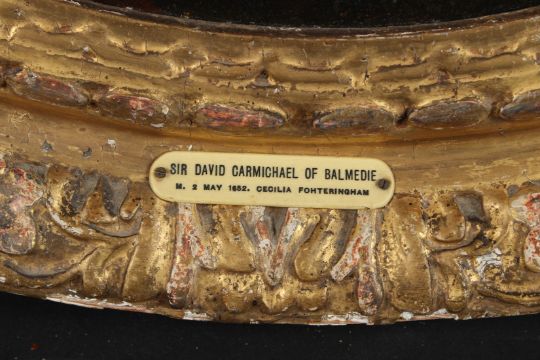 SIR DAVID CARMICHAEL OF BALMEDIE
M. 2 MAY 1652. CECILIA FOHTERINGHAM